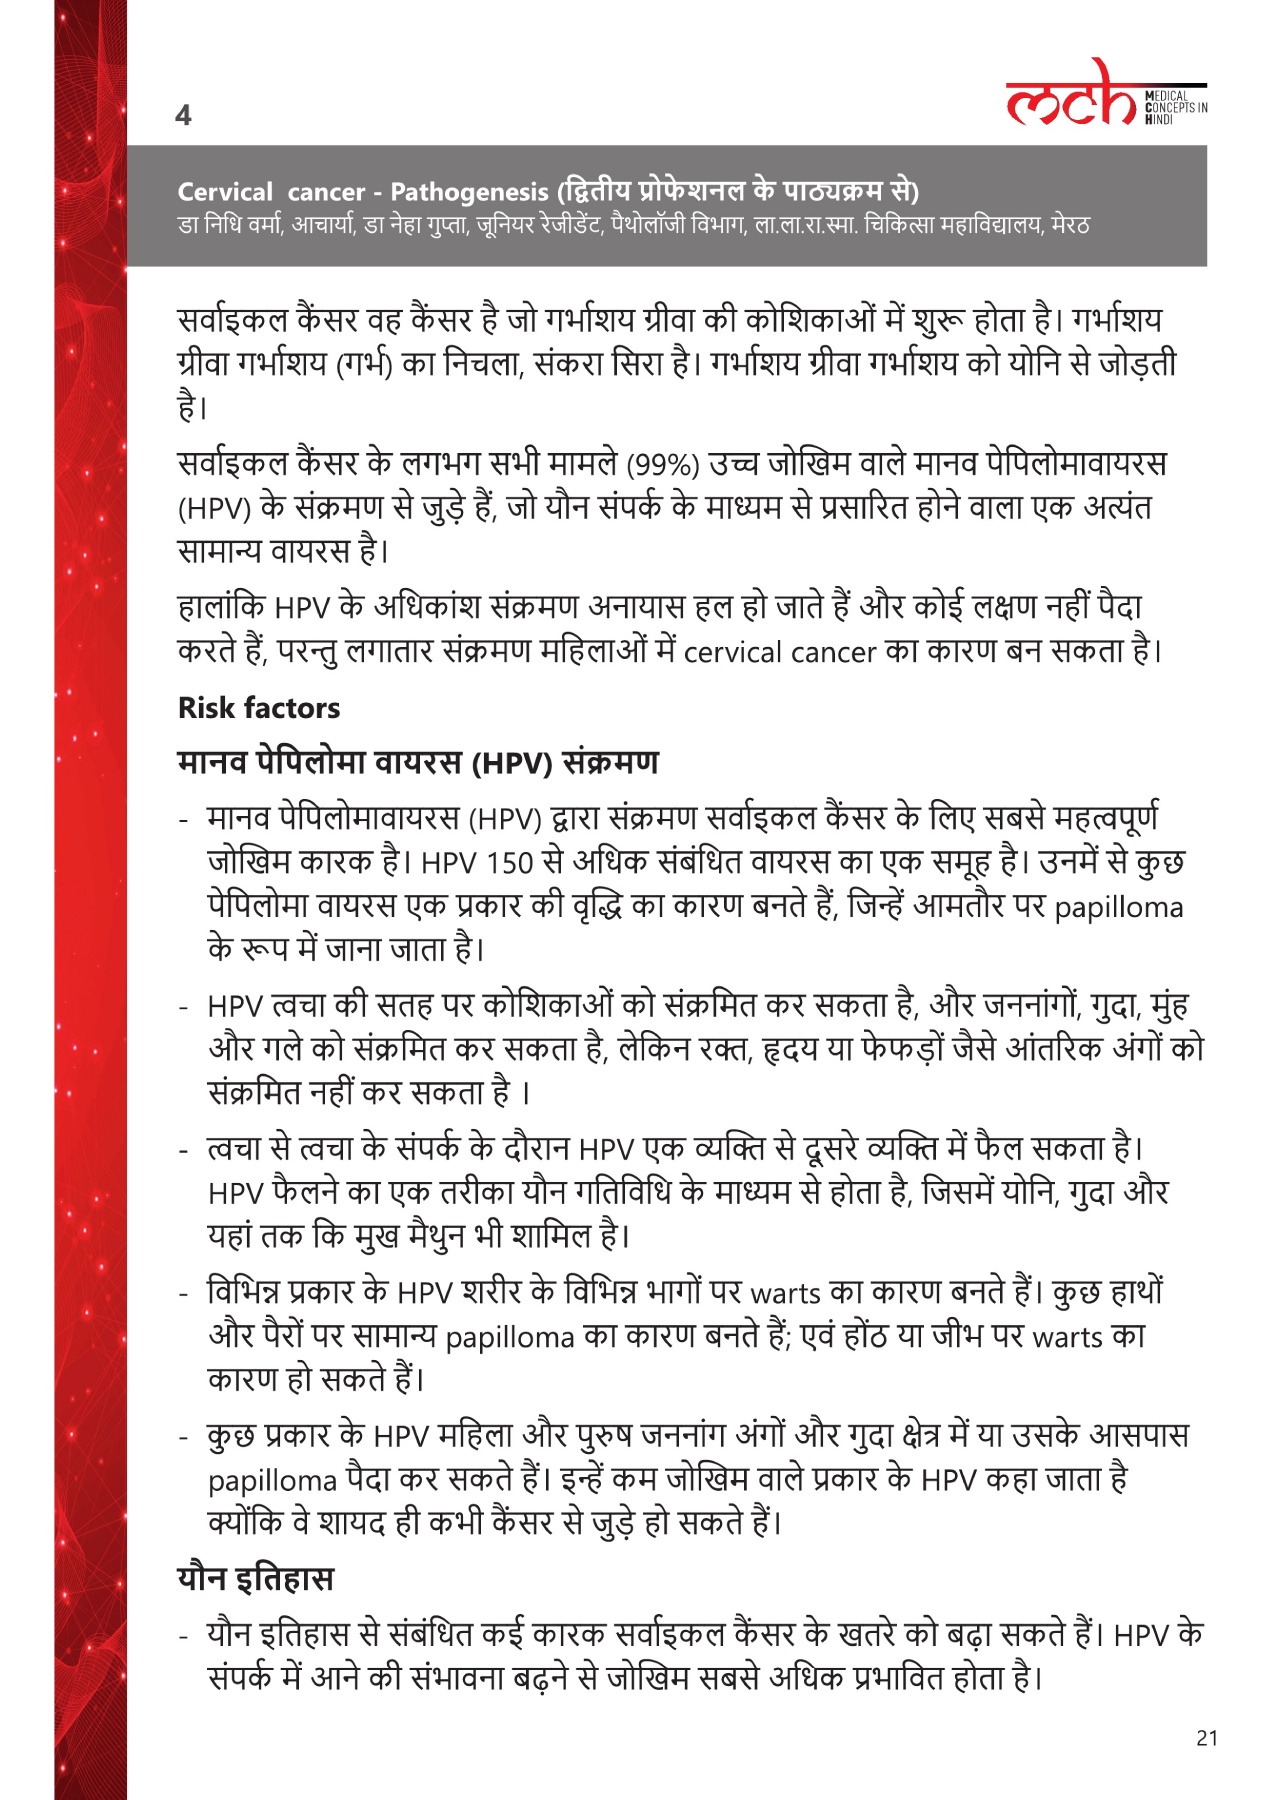 4
मch MEDICAL CONCEPTS IN HINDI
Cervical cancer - Pathogenesis (द्वितीय प्रोफेशनल के पाठ्यक्रम से)
डा निधि वर्मा, आचार्या, डा नेहा गुप्ता, जूनियर रेजीडेंट, पैथोलॉजी विभाग, ला.ला.रा.स्मा. चिकित्सा महाविद्यालय, मेरठ
सर्वाइकल कैंसर वह कैंसर है जो गर्भाशय ग्रीवा की कोशिकाओं में शुरू होता है। गर्भाशय
ग्रीवा गर्भाशय (गर्भ) का निचला, संकरा सिरा है। गर्भाशय ग्रीवा गर्भाशय को योनि से जोड़ती
है।
सर्वाइकल कैंसर के लगभग सभी मामले (99%) उच्च जोखिम वाले मानव पेपिलोमावायरस
(HPV) के संक्रमण से जुड़े हैं, जो यौन संपर्क के माध्यम से प्रसारित होने वाला एक अत्यंत
सामान्य वायरस है।
हालांकि HPV के अधिकांश संक्रमण अनायास हल हो जाते हैं और कोई लक्षण नहीं पैदा
करते हैं, परन्तु लगातार संक्रमण महिलाओं में cervical cancer का कारण बन सकता है।
Risk factors
मानव पेपिलोमा वायरस (HPV) संक्रमण
- मानव पेपिलोमावायरस (HPV) द्वारा संक्रमण सर्वाइकल कैंसर के लिए सबसे महत्वपूर्ण
जोखिम कारक है। HPV 150 से अधिक संबंधित वायरस का एक समूह है। उनमें से कुछ
पेपिलोमा वायरस एक प्रकार की वृद्धि का कारण बनते हैं, जिन्हें आमतौर पर papilloma
के रूप में जाना जाता है।
- HPV त्वचा की सतह पर कोशिकाओं को संक्रमित कर सकता है, और जननांगों, गुदा, मुंह
और गले को संक्रमित कर सकता है, लेकिन रक्त, हृदय या फेफड़ों जैसे आंतरिक अंगों को
संक्रमित नहीं कर सकता है ।
- त्वचा से त्वचा के संपर्क के दौरान HPV एक व्यक्ति से दूसरे व्यक्ति में फैल सकता है।
HPV फैलने का एक तरीका यौन गतिविधि के माध्यम से होता है, जिसमें योनि, गुदा और
यहां तक कि मुख मैथुन भी शामिल है।
- विभिन्न प्रकार के HPV शरीर के विभिन्न भागों पर warts का कारण बनते हैं। कुछ हाथों
और पैरों पर सामान्य papilloma का कारण बनते हैं; एवं होंठ या जीभ पर warts का
कारण हो सकते हैं।
- कुछ प्रकार के HPV महिला और पुरुष जननांग अंगों और गुदा क्षेत्र में या उसके आसपास
papilloma पैदा कर सकते हैं। इन्हें कम जोखिम वाले प्रकार के HPV कहा जाता है
क्योंकि वे शायद ही कभी कैंसर से जुड़े हो सकते हैं।
यौन इतिहास
- यौन इतिहास से संबंधित कई कारक सर्वाइकल कैंसर के खतरे को बढ़ा सकते हैं। HPV के
संपर्क में आने की संभावना बढ़ने से जोखिम सबसे अधिक प्रभावित होता है।
21